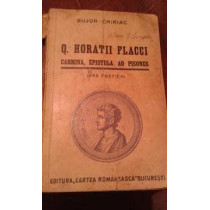 BUJOR-CHIRIAC
Q. HORATII FLACCI
CARMINA, EPISTULA AD PISONES
(ARS POETICA)
EDITURA „CARTEA ROMÂNEASCĂ" BUCUREȘTI